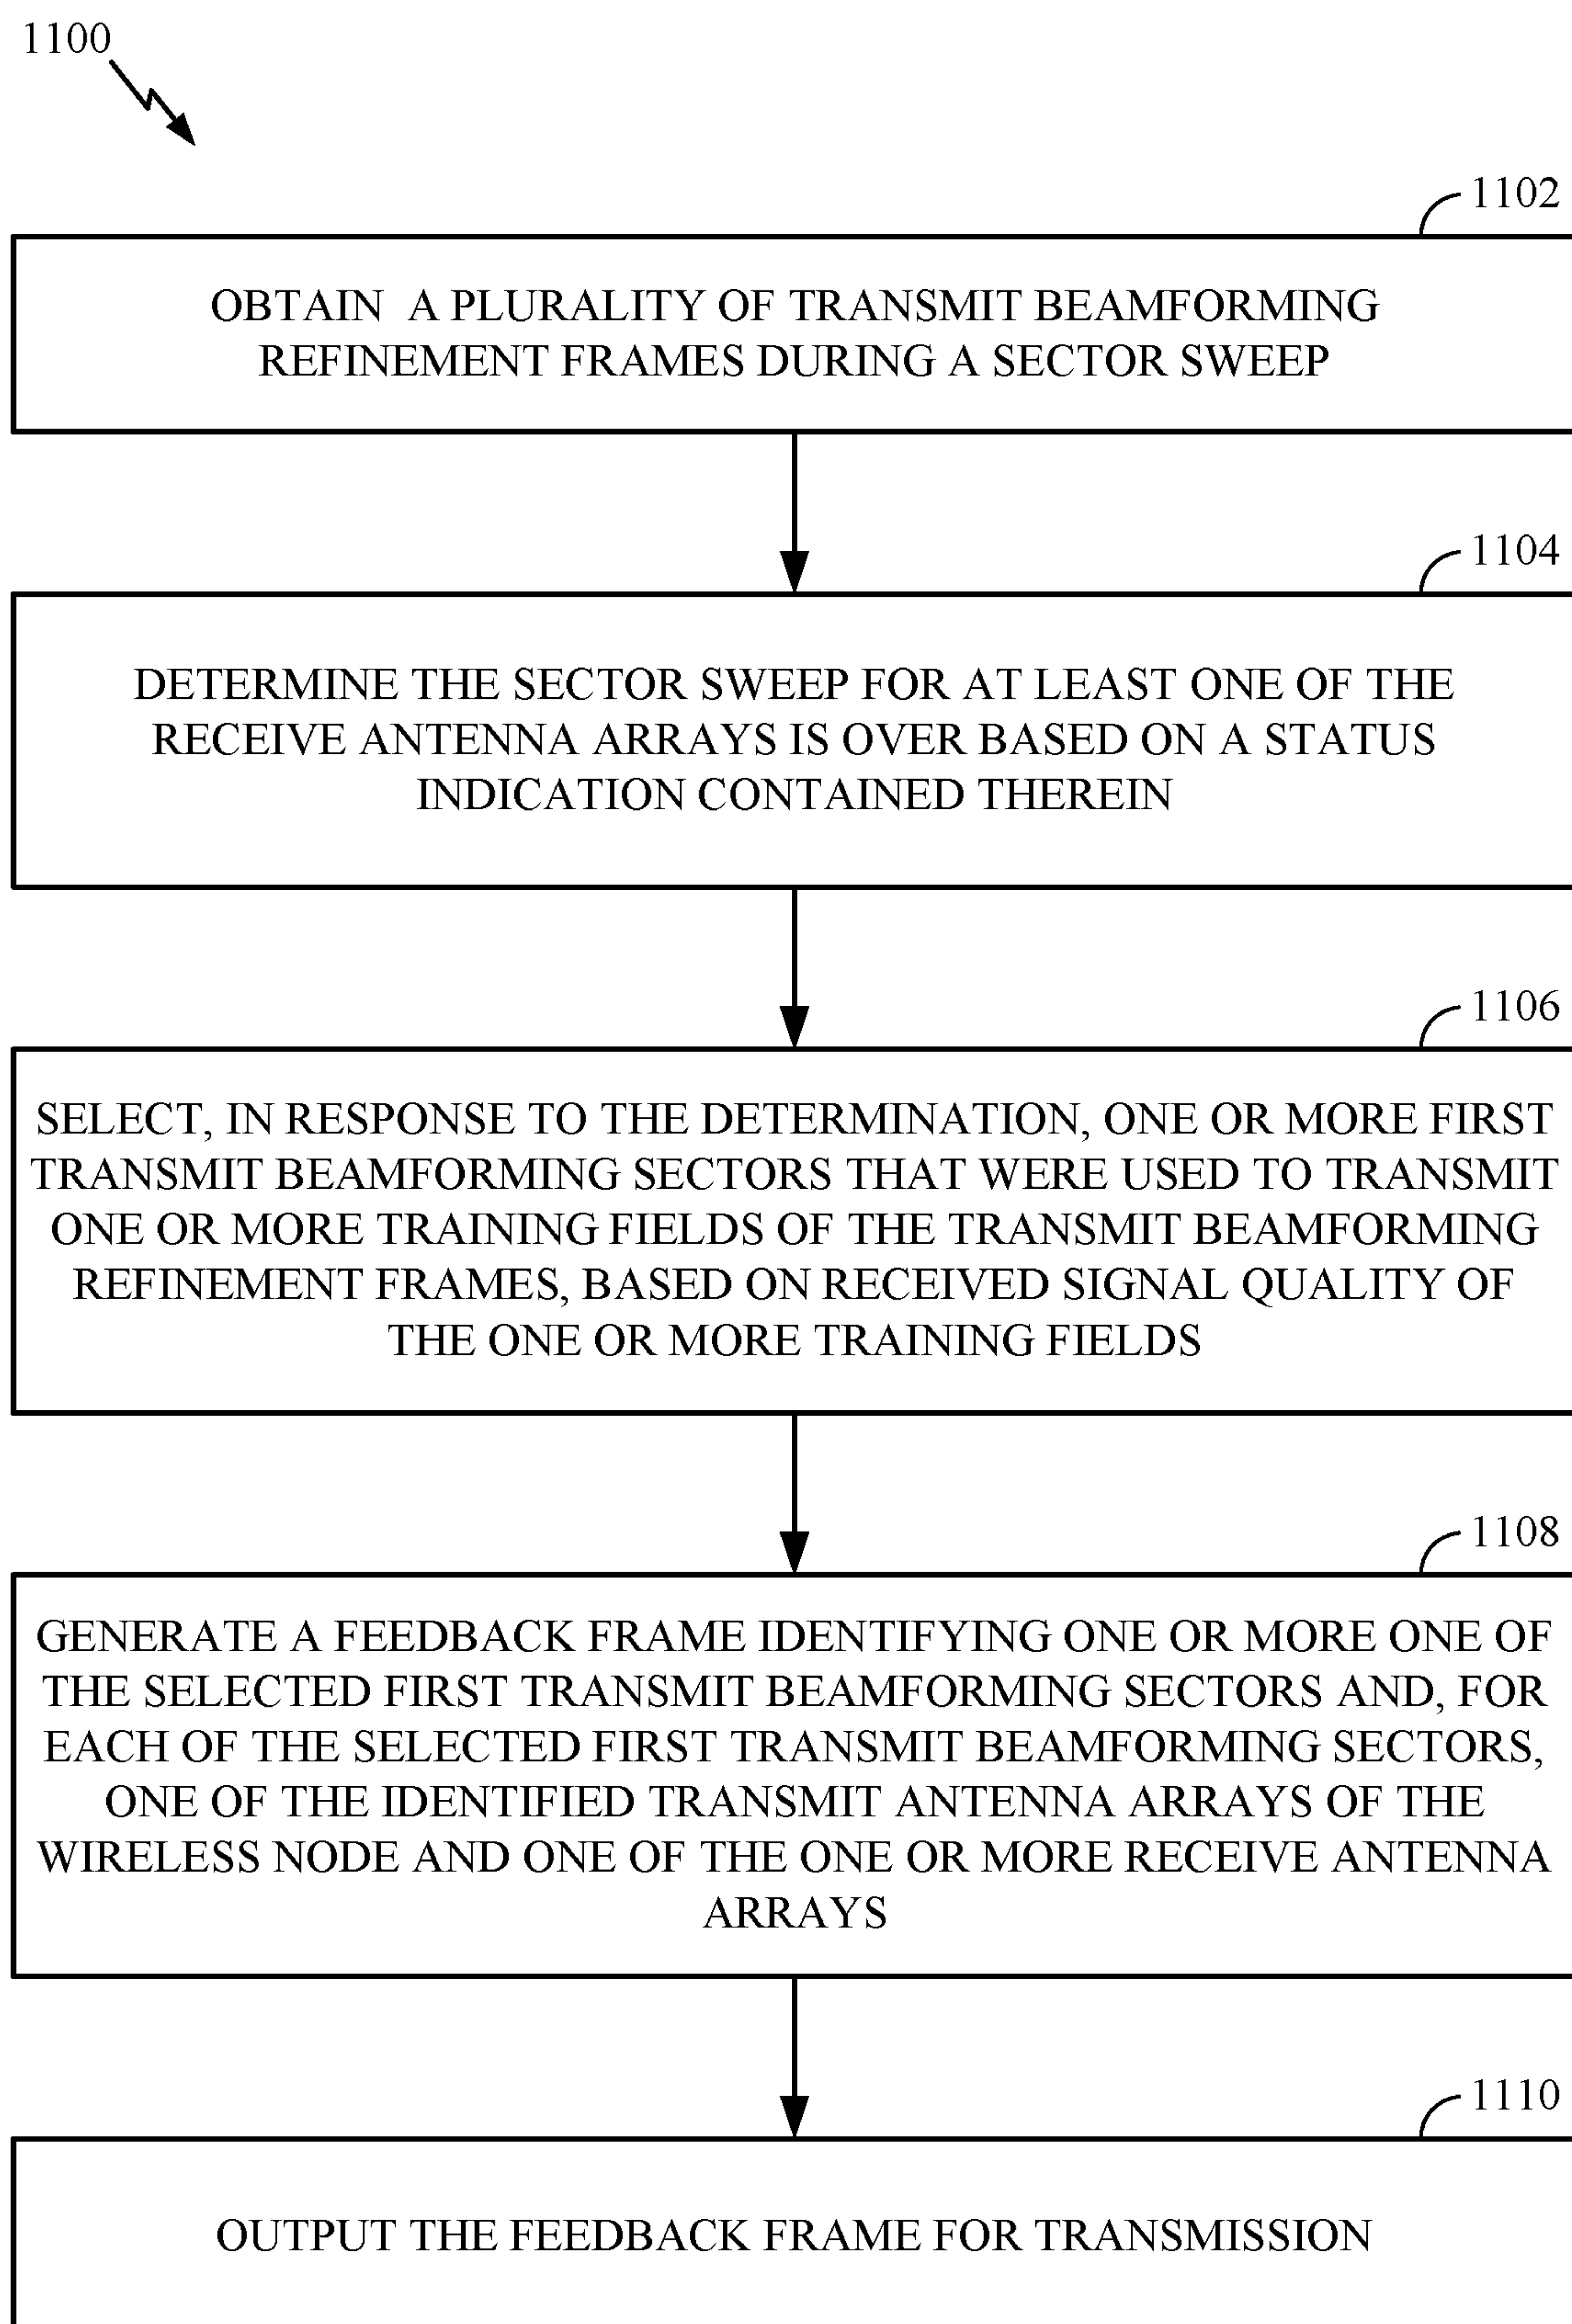 1100
1102
OBTAIN A PLURALITY OF TRANSMIT BEAMFORMING
REFINEMENT FRAMES DURING A SECTOR SWEEP
1104
DETERMINE THE SECTOR SWEEP FOR AT LEAST ONE OF THE
RECEIVE ANTENNA ARRAYS IS OVER BASED ON A STATUS
INDICATION CONTAINED THEREIN
1106
SELECT, IN RESPONSE TO THE DETERMINATION, ONE OR MORE FIRST
TRANSMIT BEAMFORMING SECTORS THAT WERE USED TO TRANSMIT
ONE OR MORE TRAINING FIELDS OF THE TRANSMIT BEAMFORMING
REFINEMENT FRAMES, BASED ON RECEIVED SIGNAL QUALITY OF
THE ONE OR MORE TRAINING FIELDS
1108
GENERATE A FEEDBACK FRAME IDENTIFYING ONE OR MORE ONE OF
THE SELECTED FIRST TRANSMIT BEAMFORMING SECTORS AND, FOR
EACH OF THE SELECTED FIRST TRANSMIT BEAMFORMING SECTORS,
ONE OF THE IDENTIFIED TRANSMIT ANTENNA ARRAYS OF THE
WIRELESS NODE AND ONE OF THE ONE OR MORE RECEIVE ANTENNA
ARRAYS
1110
OUTPUT THE FEEDBACK FRAME FOR TRANSMISSION